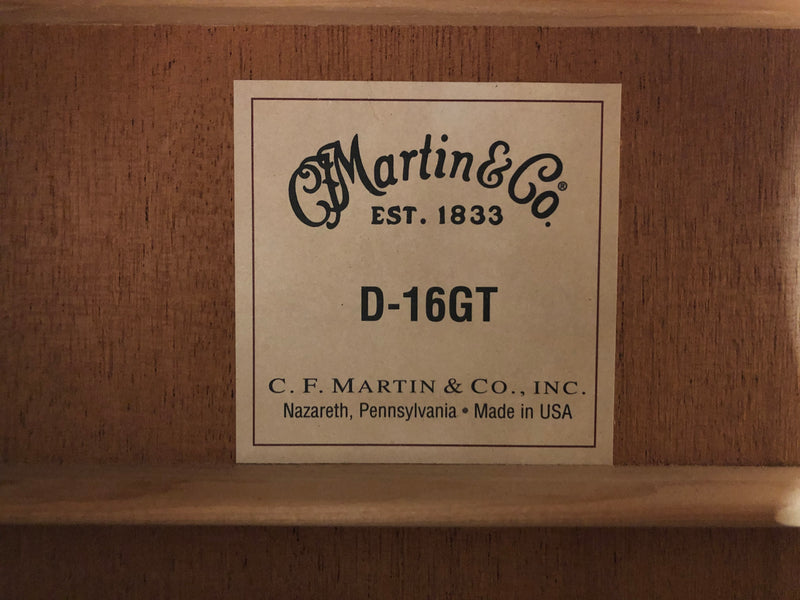 CFMartin & Co.®
EST. 1833
D-16GT
C. F. MARTIN & CO., INC.
Nazareth, Pennsylvania • Made in USA